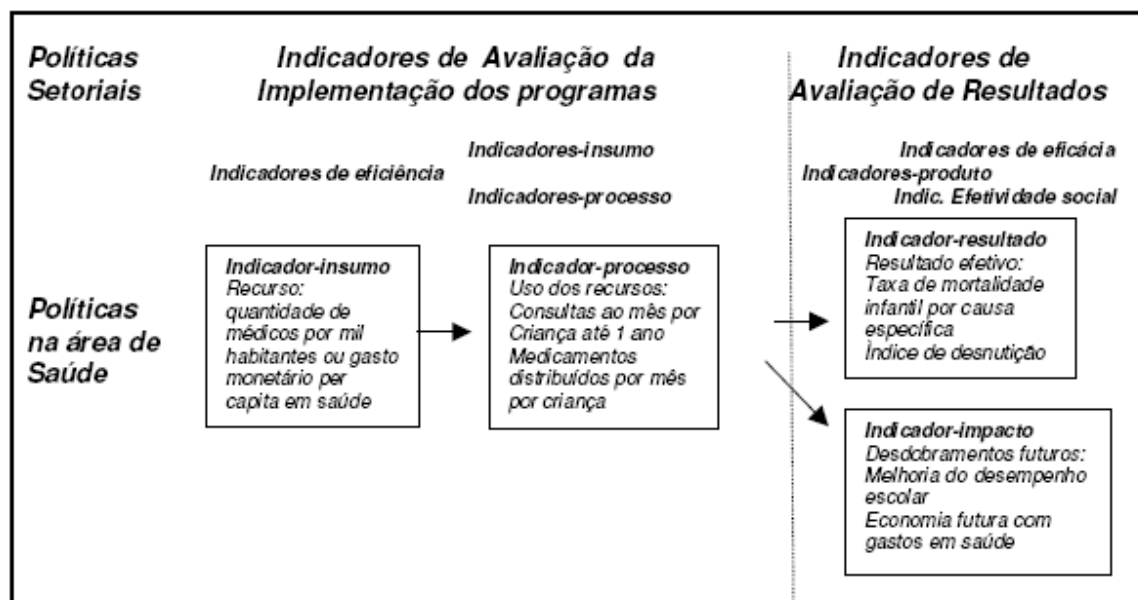 Políticas
Setoriais
Indicadores de Avaliação da
Implementação dos programas
Indicadores de
Avaliação de Resultados
Indicadores de eficiência
Indicadores-insumo
Indicadores-processo
Indicadores de eficácia
Indicadores-produto
Indic. Efetividade social
Políticas
na área de
Saúde
Indicador-insumo
Recurso:
quantidade de
médicos por mil
habitantes ou gasto
monetário per
capita em saúde
Indicador-processo
Uso dos recursos:
Consultas ao mês por
Criança até 1 ano
Medicamentos
distribuídos por mês
por criança
Indicador-resultado
Resultado efetivo:
Taxa de mortalidade
infantil por causa
específica
Ìndice de desnutição
Indicador-impacto
Desdobramentos futuros:
Melhoria do desempenho
escolar
Economia futura com
gastos em saúde